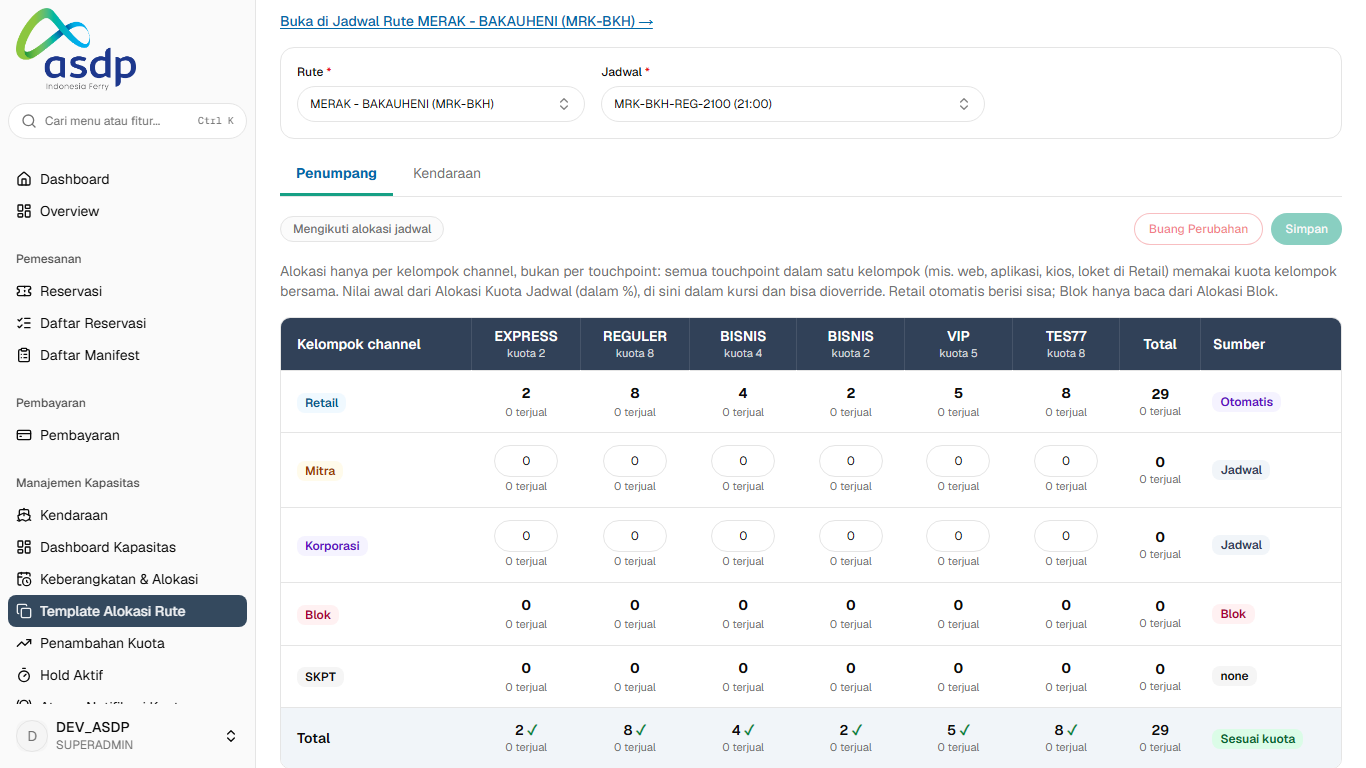 asdp
Indonesia Ferry
Cari menu atau fitur... Ctrl K
Dashboard
Overview
Pemesanan
Reservasi
Daftar Reservasi
Daftar Manifest
Pembayaran
Pembayaran
Manajemen Kapasitas
Kendaraan
Dashboard Kapasitas
Keberangkatan & Alokasi
Template Alokasi Rute
Penambahan Kuota
Hold Aktif
D
DEV_ASDP
SUPERADMIN
Buka di Jadwal Rute MERAK - BAKAUHENI (MRK-BKH) →
Rute * Jadwal *
MERAK - BAKAUHENI (MRK-BKH) MRK-BKH-REG-2100 (21:00)
Penumpang Kendaraan
Mengikuti alokasi jadwal Buang Perubahan Simpan
Alokasi hanya per kelompok channel, bukan per touchpoint: semua touchpoint dalam satu kelompok (mis. web, aplikasi, kios, loket di Retail) memakai kuota kelompok
bersama. Nilai awal dari Alokasi Kuota Jadwal (dalam %), di sini dalam kursi dan bisa dioverride. Retail otomatis berisi sisa; Blok hanya baca dari Alokasi Blok.
Kelompok channel EXPRESS REGULER BISNIS BISNIS VIP TES77 Total Sumber
kuota 2 kuota 8 kuota 4 kuota 2 kuota 5 kuota 8
Retail 2 8 4 2 5 8 29 Otomatis
0 terjual 0 terjual 0 terjual 0 terjual 0 terjual 0 terjual 0 terjual
Mitra 0 0 0 0 0 0 0 Jadwal
0 terjual 0 terjual 0 terjual 0 terjual 0 terjual 0 terjual 0 terjual
Korporasi 0 0 0 0 0 0 0 Jadwal
0 terjual 0 terjual 0 terjual 0 terjual 0 terjual 0 terjual 0 terjual
Blok 0 0 0 0 0 0 0 Blok
0 terjual 0 terjual 0 terjual 0 terjual 0 terjual 0 terjual 0 terjual
SKPT 0 0 0 0 0 0 0 none
0 terjual 0 terjual 0 terjual 0 terjual 0 terjual 0 terjual 0 terjual
Total 2 ✓ 8 ✓ 4 ✓ 2 ✓ 5 ✓ 8 ✓ 29 Sesuai kuota
0 terjual 0 terjual 0 terjual 0 terjual 0 terjual 0 terjual 0 terjual